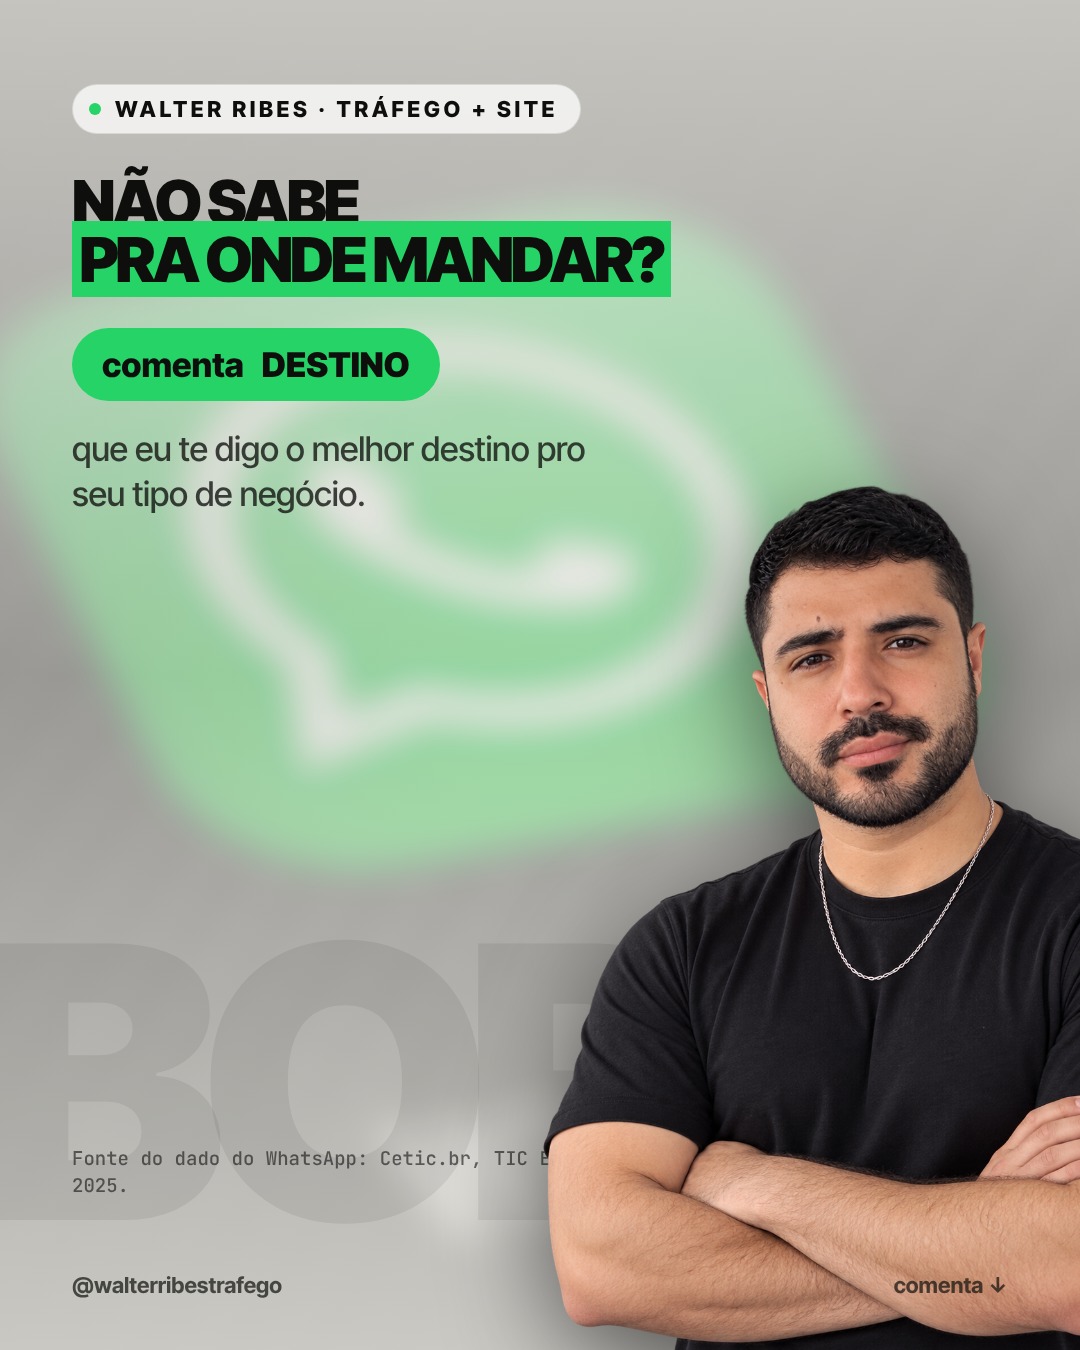 WALTER RIBES · TRÁFEGO + SITE
NÃO SABE
PRA ONDE MANDAR?
comenta DESTINO
que eu te digo o melhor destino pro
seu tipo de negócio.
BO
Fonte do dado do WhatsApp: Cetic.br, TIC
2025.
@walterribestrafego
comenta ↓